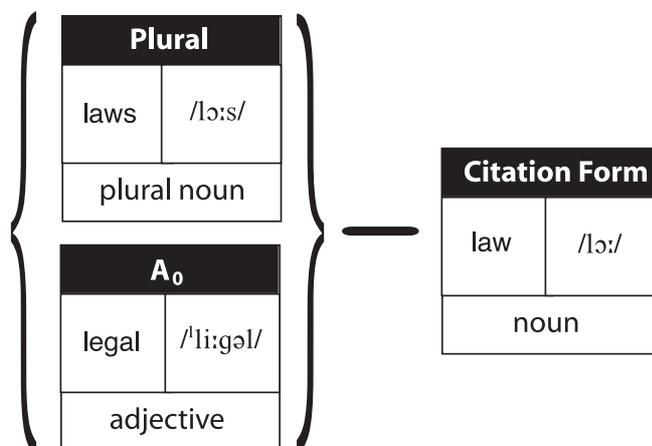 Plural
laws /lɔːs/
plural noun
A₀
legal /ˈliːgəl/
adjective
Citation Form
law /lɔː/
noun